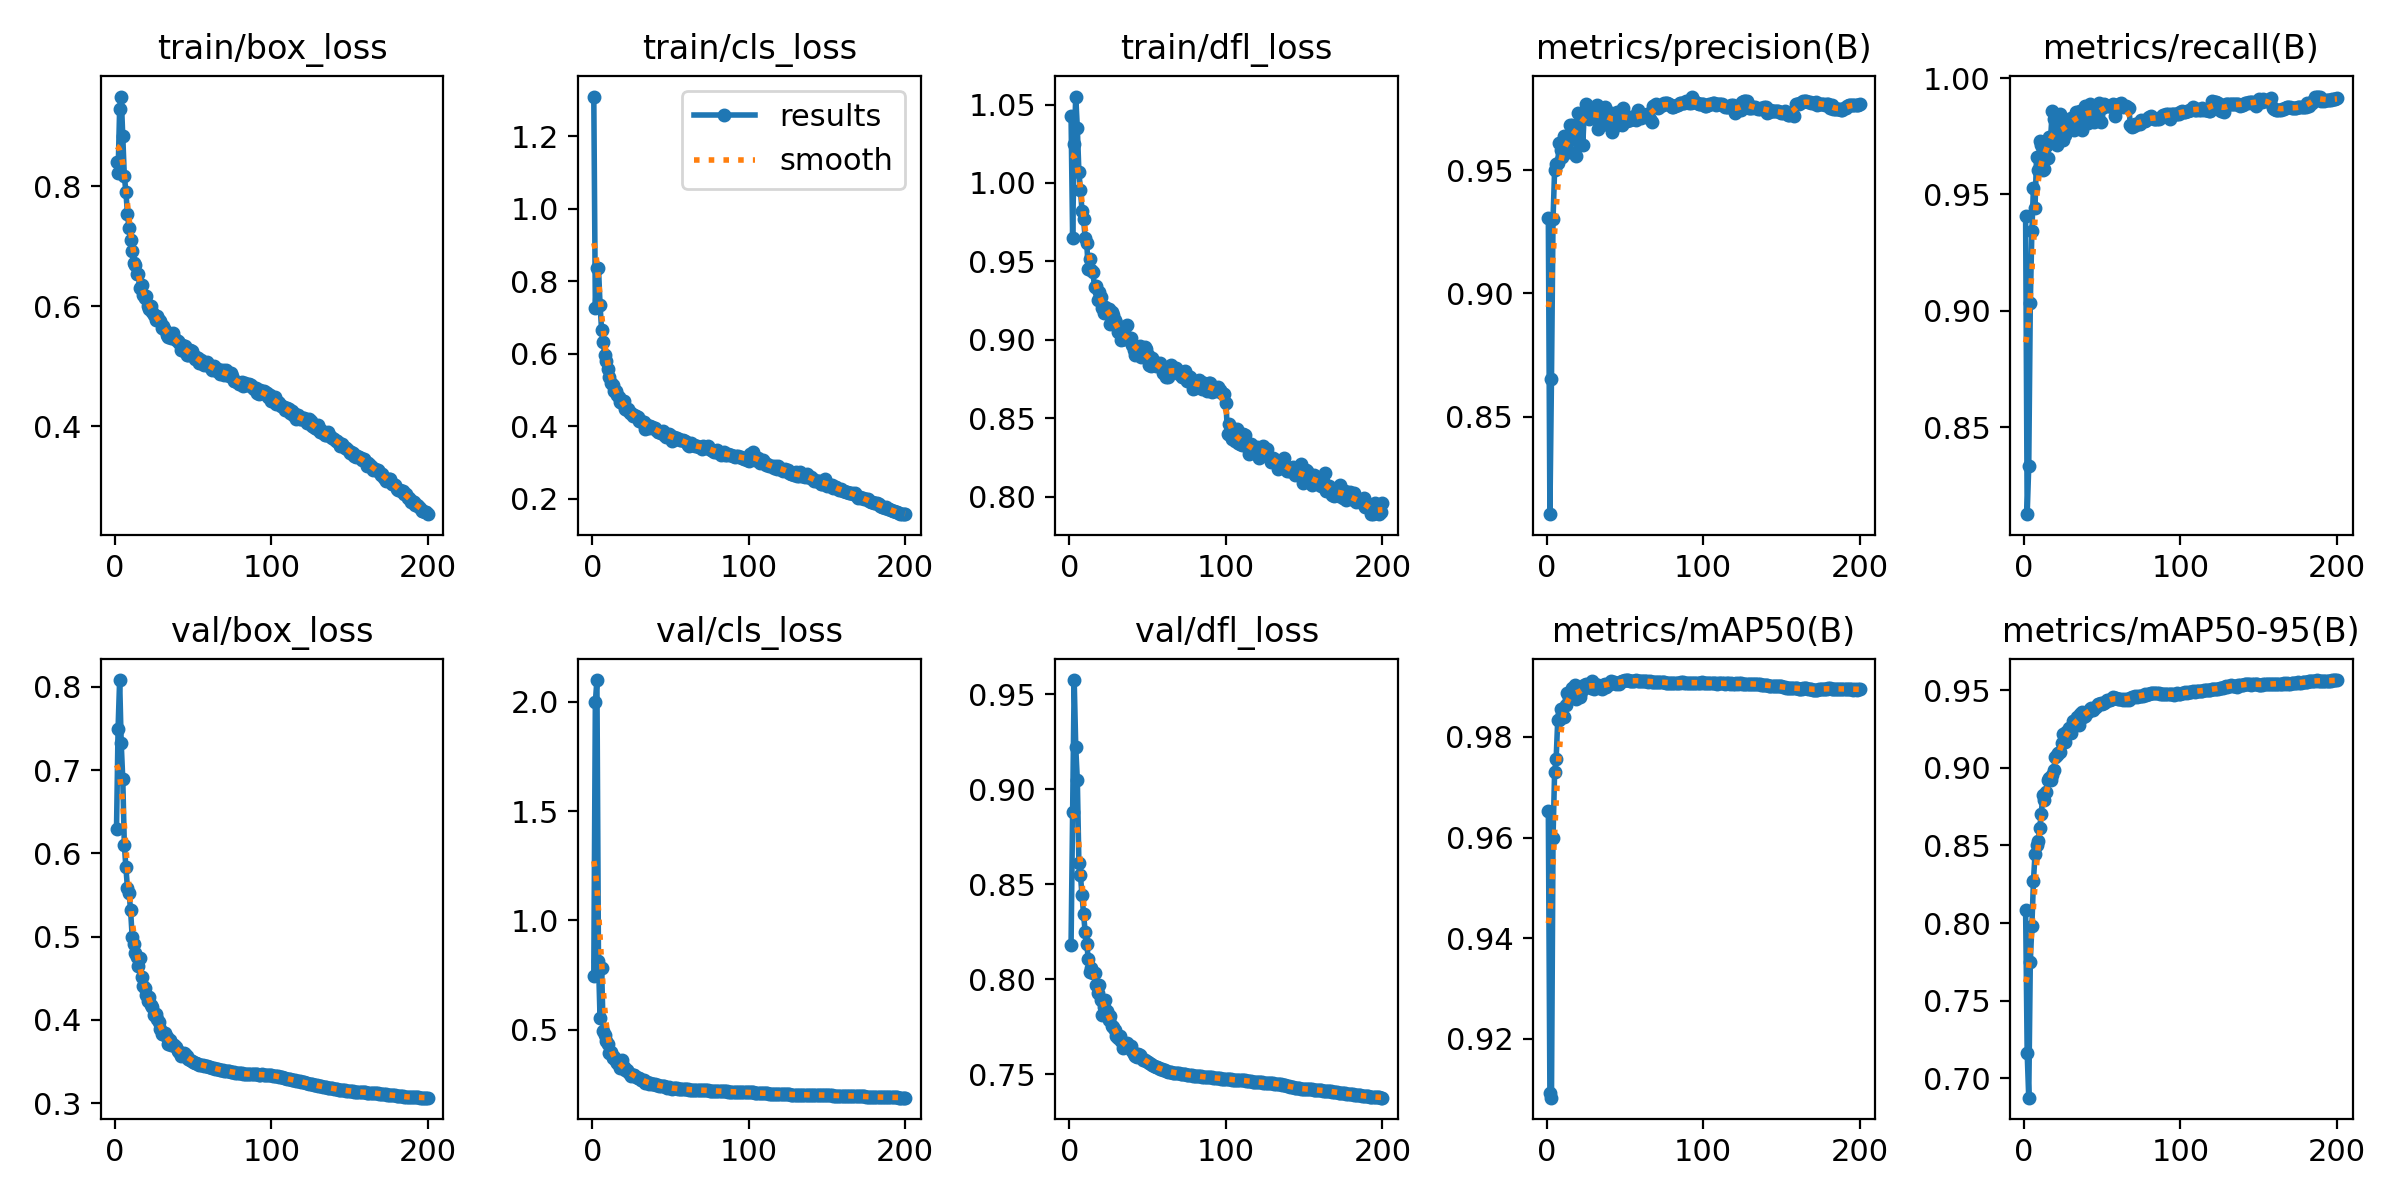 train/box_loss
train/cls_loss
train/dfl_loss
metrics/precision(B)
metrics/recall(B)
0.8
0.6
0.4
0 100 200
results
smooth
1.2
1.0
0.8
0.6
0.4
0.2
0 100 200
1.05
1.00
0.95
0.90
0.85
0.80
0 100 200
0.95
0.90
0.85
0 100 200
1.00
0.95
0.90
0.85
0 100 200
val/box_loss
val/cls_loss
val/dfl_loss
metrics/mAP50(B)
metrics/mAP50-95(B)
0.8
0.7
0.6
0.5
0.4
0.3
0 100 200
2.0
1.5
1.0
0.5
0 100 200
0.95
0.90
0.85
0.80
0.75
0 100 200
0.98
0.96
0.94
0.92
0 100 200
0.95
0.90
0.85
0.80
0.75
0.70
0 100 200